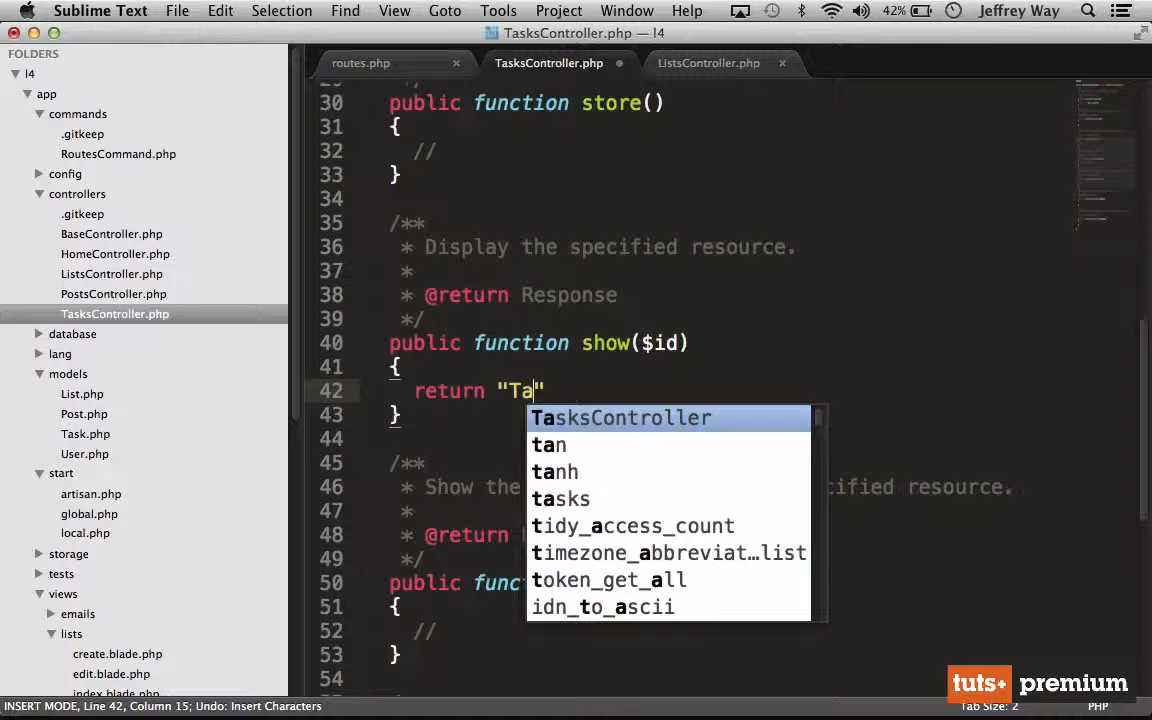 Sublime Text File Edit Selection Find View Goto Tools Project Window Help 42% Jeffrey Way
TasksController.php — l4
FOLDERS
l4
app
commands
.gitkeep
RoutesCommand.php
config
controllers
.gitkeep
BaseController.php
HomeController.php
ListsController.php
PostsController.php
TasksController.php
database
lang
models
List.php
Post.php
Task.php
User.php
start
artisan.php
global.php
local.php
storage
tests
views
emails
lists
create.blade.php
edit.blade.php
index.blade.php
routes.php × TasksController.php ListsController.php ×
29 */
30 public function store()
31 {
32 //
33 }
34
35 /**
36 * Display the specified resource.
37 *
38 * @return Response
39 */
40 public function show($id)
41 {
42 return "Ta"
43 }
44
45 /**
46 * Show the cified resource.
47 *
48 * @return
49 */
50 public func
51 {
52 //
53 }
54
TasksController
tan
tanh
tasks
tidy_access_count
timezone_abbreviat…list
token_get_all
idn_to_ascii
tuts+ premium
INSERT MODE, Line 42, Column 15; Undo: Insert Characters Tab Size: 2 PHP